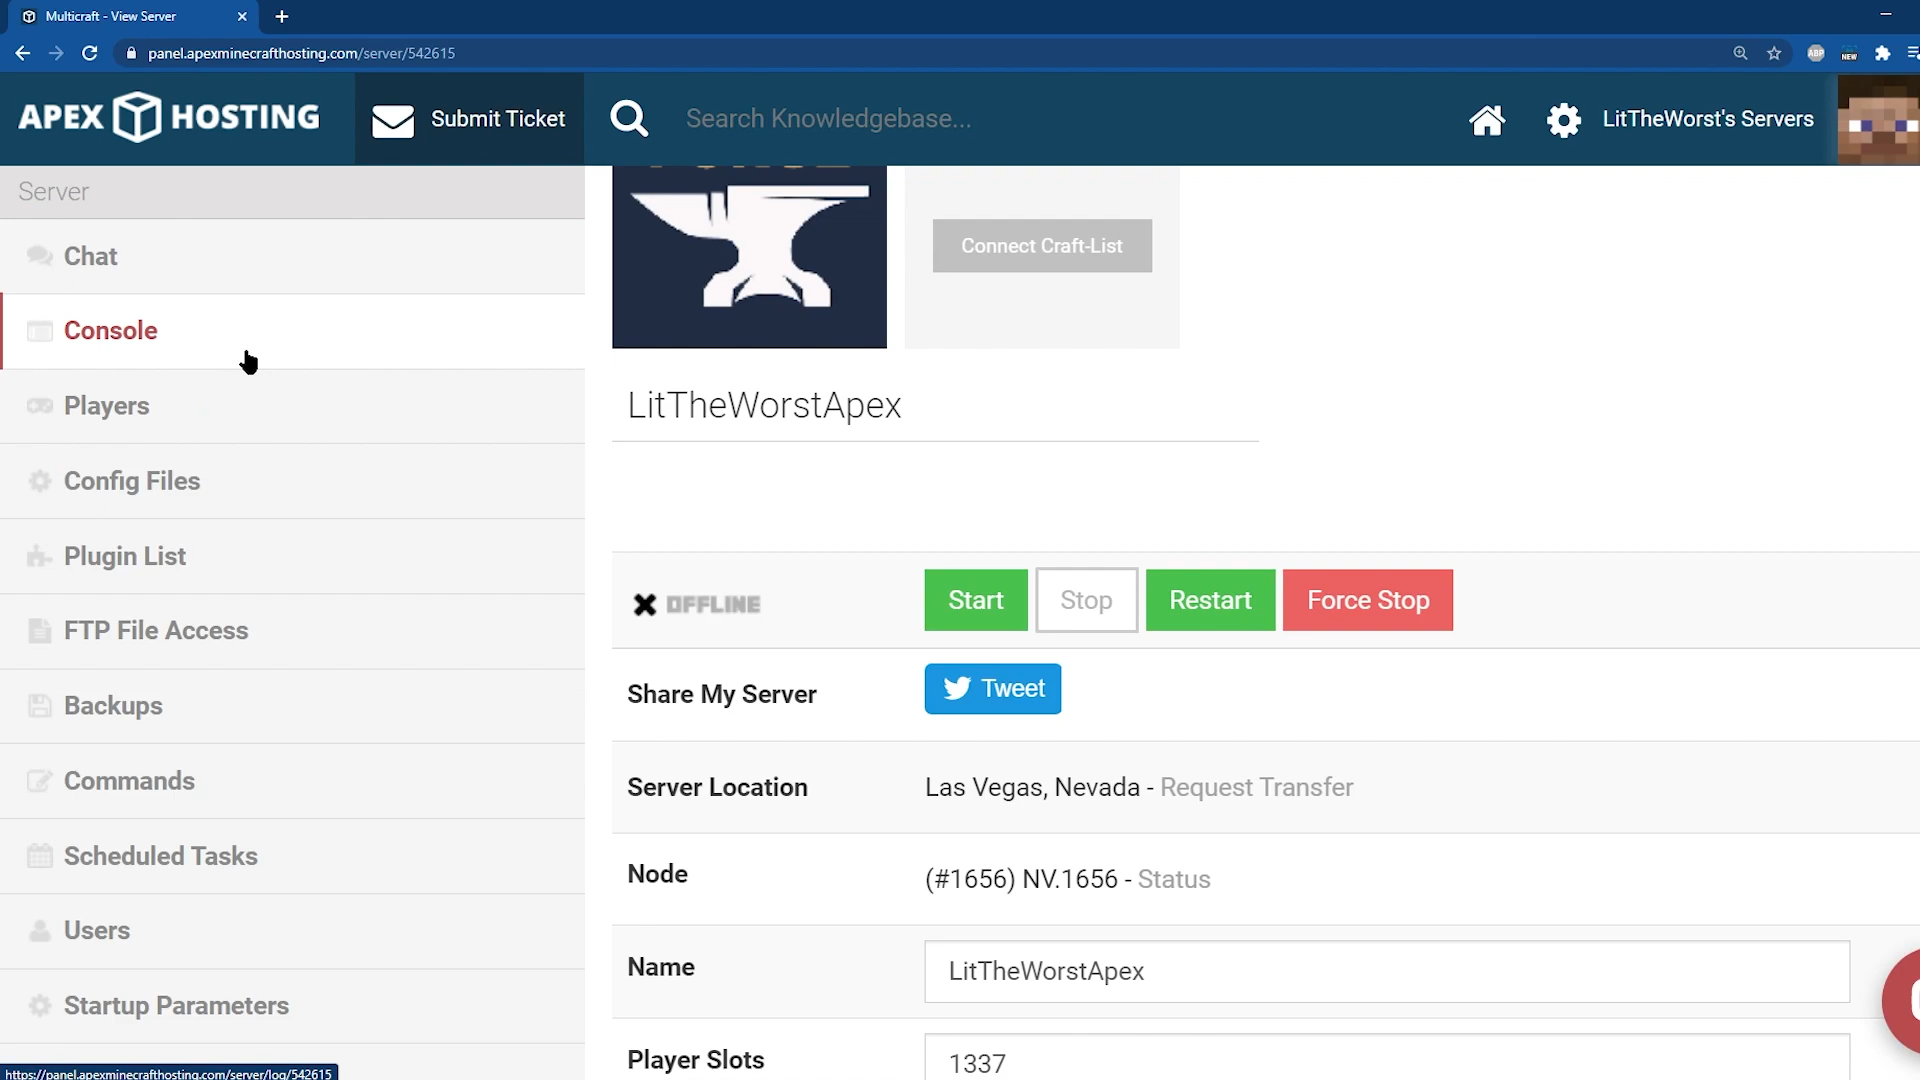 Multicraft - View Server
panel.apexminecrafthosting.com/server/542615
ABP
NEW
APEX HOSTING
Submit Ticket
Search Knowledgebase...
LitTheWorst's Servers
Server
Chat
Console
Players
Config Files
Plugin List
FTP File Access
Backups
Commands
Scheduled Tasks
Users
Startup Parameters
https://panel.apexminecrafthosting.com/server/log/542615
Connect Craft-List
LitTheWorstApex
OFFLINE
Start
Stop
Restart
Force Stop
Share My Server
Tweet
Server Location
Las Vegas, Nevada - Request Transfer
Node
(#1656) NV.1656 - Status
Name
LitTheWorstApex
Player Slots
1337